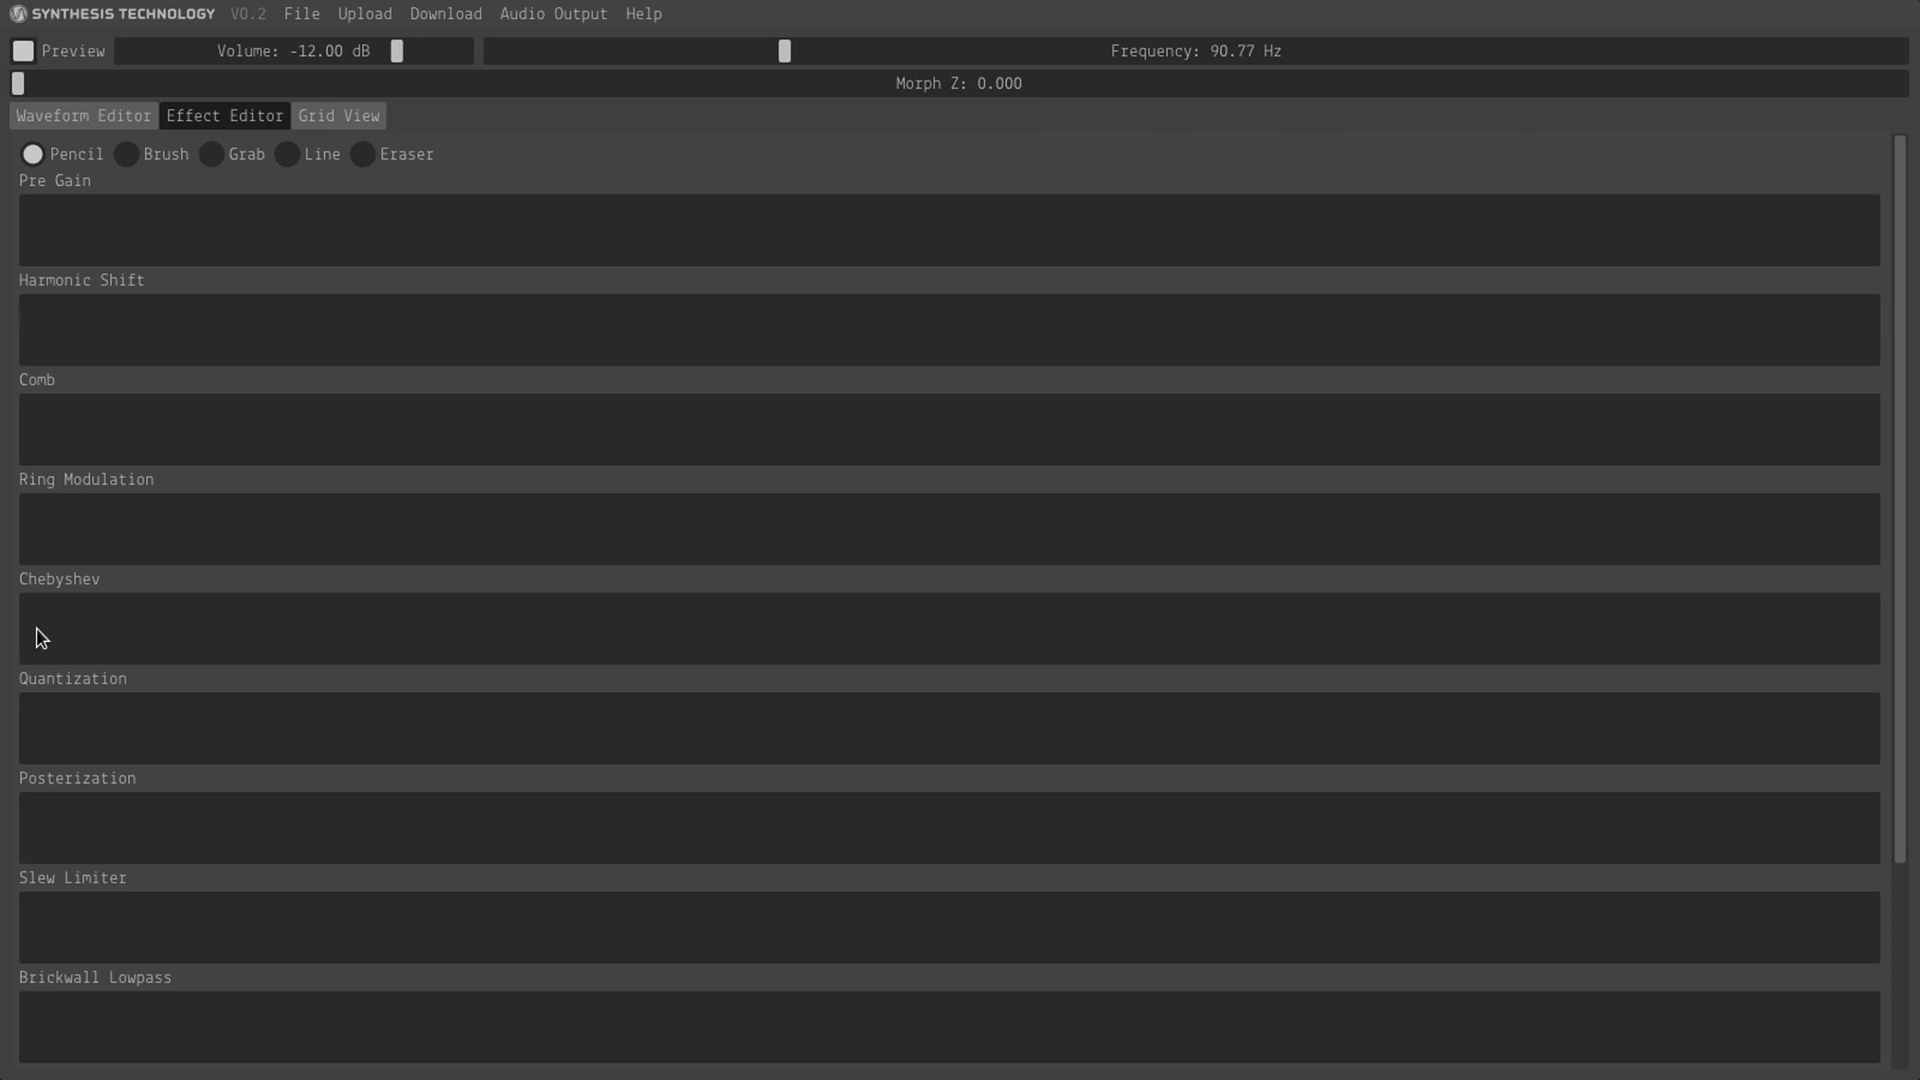 SYNTHESIS TECHNOLOGY V0.2 File Upload Download Audio Output Help
Preview Volume: -12.00 dB Frequency: 90.77 Hz
Morph Z: 0.000
Waveform Editor Effect Editor Grid View
Pencil Brush Grab Line Eraser
Pre Gain
Harmonic Shift
Comb
Ring Modulation
Chebyshev
Quantization
Posterization
Slew Limiter
Brickwall Lowpass